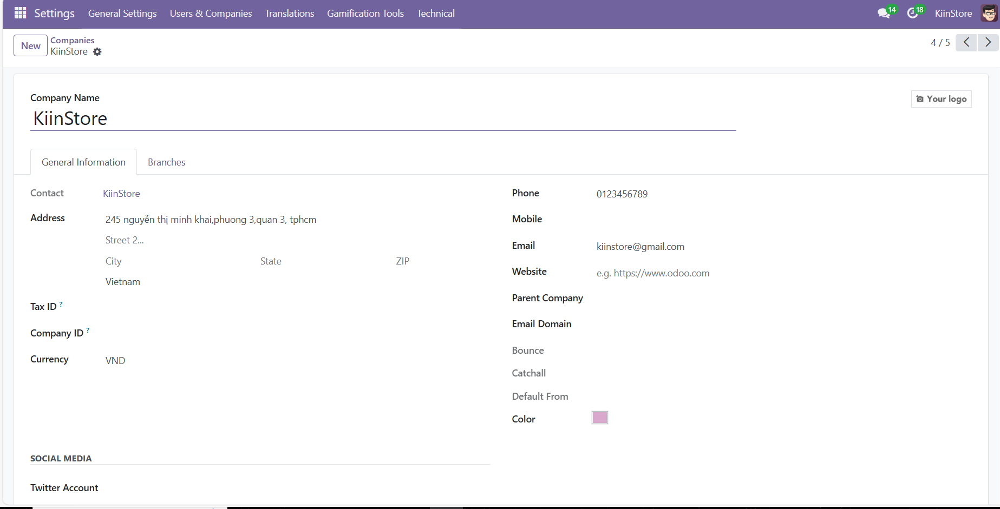 Settings General Settings Users & Companies Translations Gamification Tools Technical 14 18 KiinStore
New Companies
KiinStore 4 / 5
Company Name
Your logo
KiinStore
General Information Branches
Contact KiinStore
Phone 0123456789
Address 245 nguyễn thị minh khai,phuong 3,quan 3, tphcm
Mobile
Street 2...
Email kiinstore@gmail.com
City State ZIP
Website e.g. https://www.odoo.com
Vietnam
Parent Company
Tax ID ?
Email Domain
Company ID ?
Bounce
Currency VND
Catchall
Default From
Color
SOCIAL MEDIA
Twitter Account